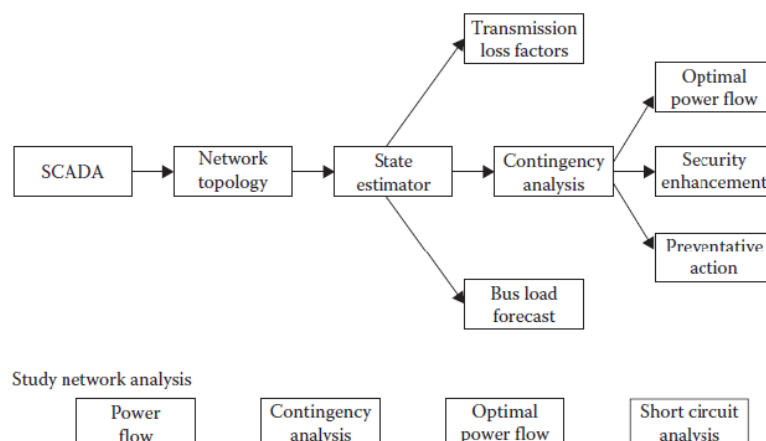 Transmission
loss factors
Optimal
power flow
SCADA
Network
topology
State
estimator
Contingency
analysis
Security
enhancement
Preventative
action
Bus load
forecast
Study network analysis
Power
flow
Contingency
analysis
Optimal
power flow
Short circuit
analysis